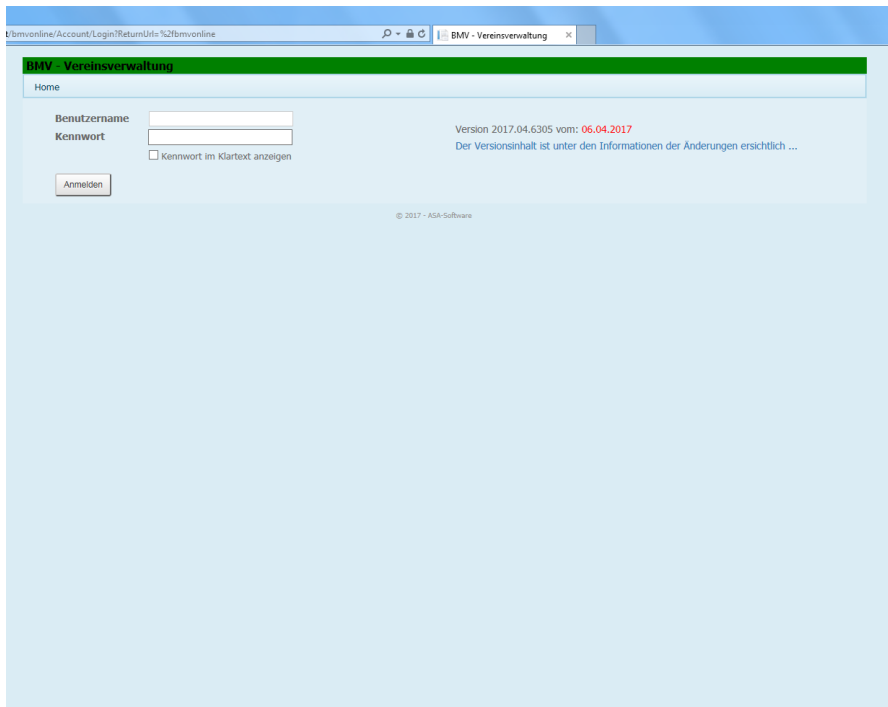 t/bmvonline/Account/Login?ReturnUrl=%2fbmvonline
BMV - Vereinsverwaltung
BMV - Vereinsverwaltung
Home
Benutzername
Kennwort
Kennwort im Klartext anzeigen
Anmelden
Version 2017.04.6305 vom: 06.04.2017
Der Versionsinhalt ist unter den Informationen der Änderungen ersichtlich ...
© 2017 - ASA-Software